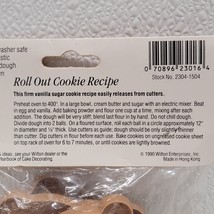 washer safe
stic
dough
m
0 70896 23016 4
Stock No. 2304-1504
Roll Out Cookie Recipe
This firm vanilla sugar cookie recipe easily releases from cutters.
Preheat oven to 400°. In a large bowl, cream butter and sugar with an electric mixer. Beat
in egg and vanilla. Add baking powder and flour one cup at a time, mixing after each
addition. The dough will be very stiff; blend last flour in by hand. Do not chill dough.
Divide dough into 2 balls. On a floured surface, roll each ball in a circle approximately 12"
in diameter and ⅛" thick. Use cutters as guide; dough should be only slightly thinner
than cutters. Dip cutters in flour before each use. Bake cookies on ungreased cookie sheet on
top rack of oven for 6 to 7 minutes, or until cookies are lightly browned.
ideas, see your Wilton dealer or the
Yearbook of Cake Decorating.
© 1990 Wilton Enterprises, Inc.
Made in Hong Kong